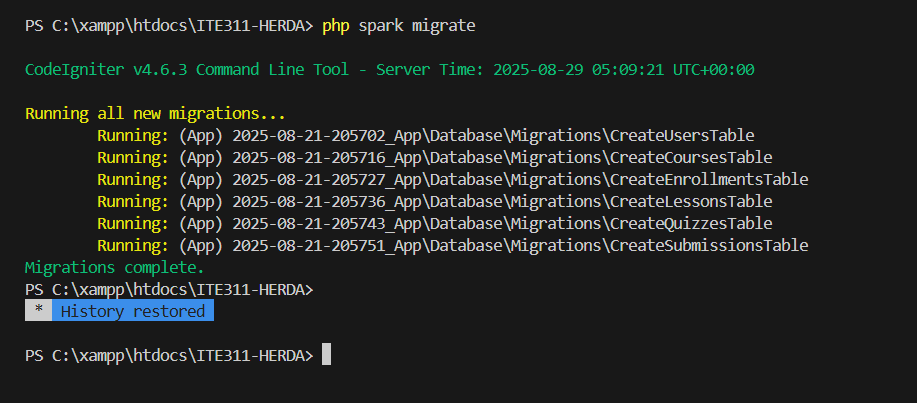 PS C:\xampp\htdocs\ITE311-HERDA> php spark migrate
CodeIgniter v4.6.3 Command Line Tool - Server Time: 2025-08-29 05:09:21 UTC+00:00
Running all new migrations...
Running: (App) 2025-08-21-205702_App\Database\Migrations\CreateUsersTable
Running: (App) 2025-08-21-205716_App\Database\Migrations\CreateCoursesTable
Running: (App) 2025-08-21-205727_App\Database\Migrations\CreateEnrollmentsTable
Running: (App) 2025-08-21-205736_App\Database\Migrations\CreateLessonsTable
Running: (App) 2025-08-21-205743_App\Database\Migrations\CreateQuizzesTable
Running: (App) 2025-08-21-205751_App\Database\Migrations\CreateSubmissionsTable
Migrations complete.
PS C:\xampp\htdocs\ITE311-HERDA>
* History restored
PS C:\xampp\htdocs\ITE311-HERDA>